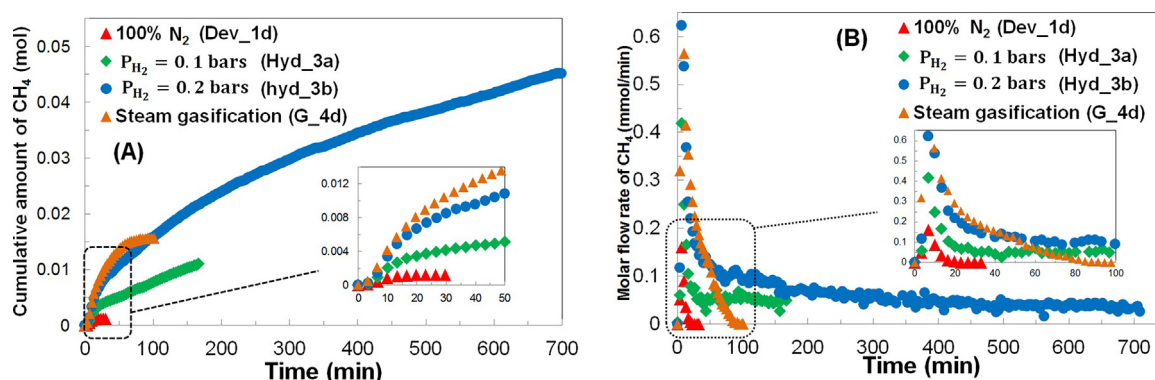 0.05
0.04
0.03
0.02
0.01
0
Cumulative amount of CH₄ (mol)
100% N₂ (Dev_1d)
P_H₂ = 0.1 bars (Hyd_3a)
P_H₂ = 0.2 bars (hyd_3b)
Steam gasification (G_4d)
(A)
0.012
0.008
0.004
0
0 10 20 30 40 50
0 100 200 300 400 500 600 700
Time (min)
0.6
0.5
0.4
0.3
0.2
0.1
0
Molar flow rate of CH₄ (mmol/min)
(B)
100% N₂ (Dev_1d)
P_H₂ = 0.1 bars (Hyd_3a)
P_H₂ = 0.2 bars (hyd_3b)
Steam gasification (G_4d)
0.6
0.5
0.4
0.3
0.2
0.1
0
0 20 40 60 80 100
0 100 200 300 400 500 600 700
Time (min)